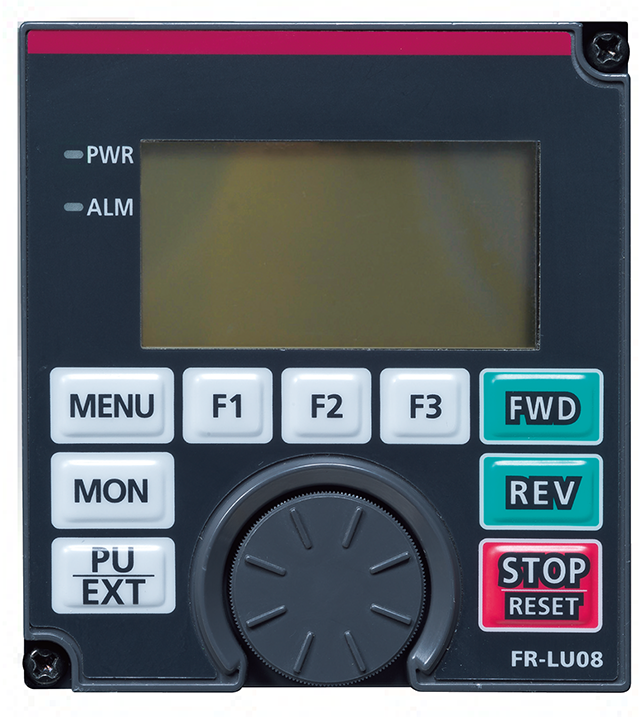 PWR
ALM
MENU F1 F2 F3 FWD
MON REV
PU
EXT
STOP
RESET
FR-LU08